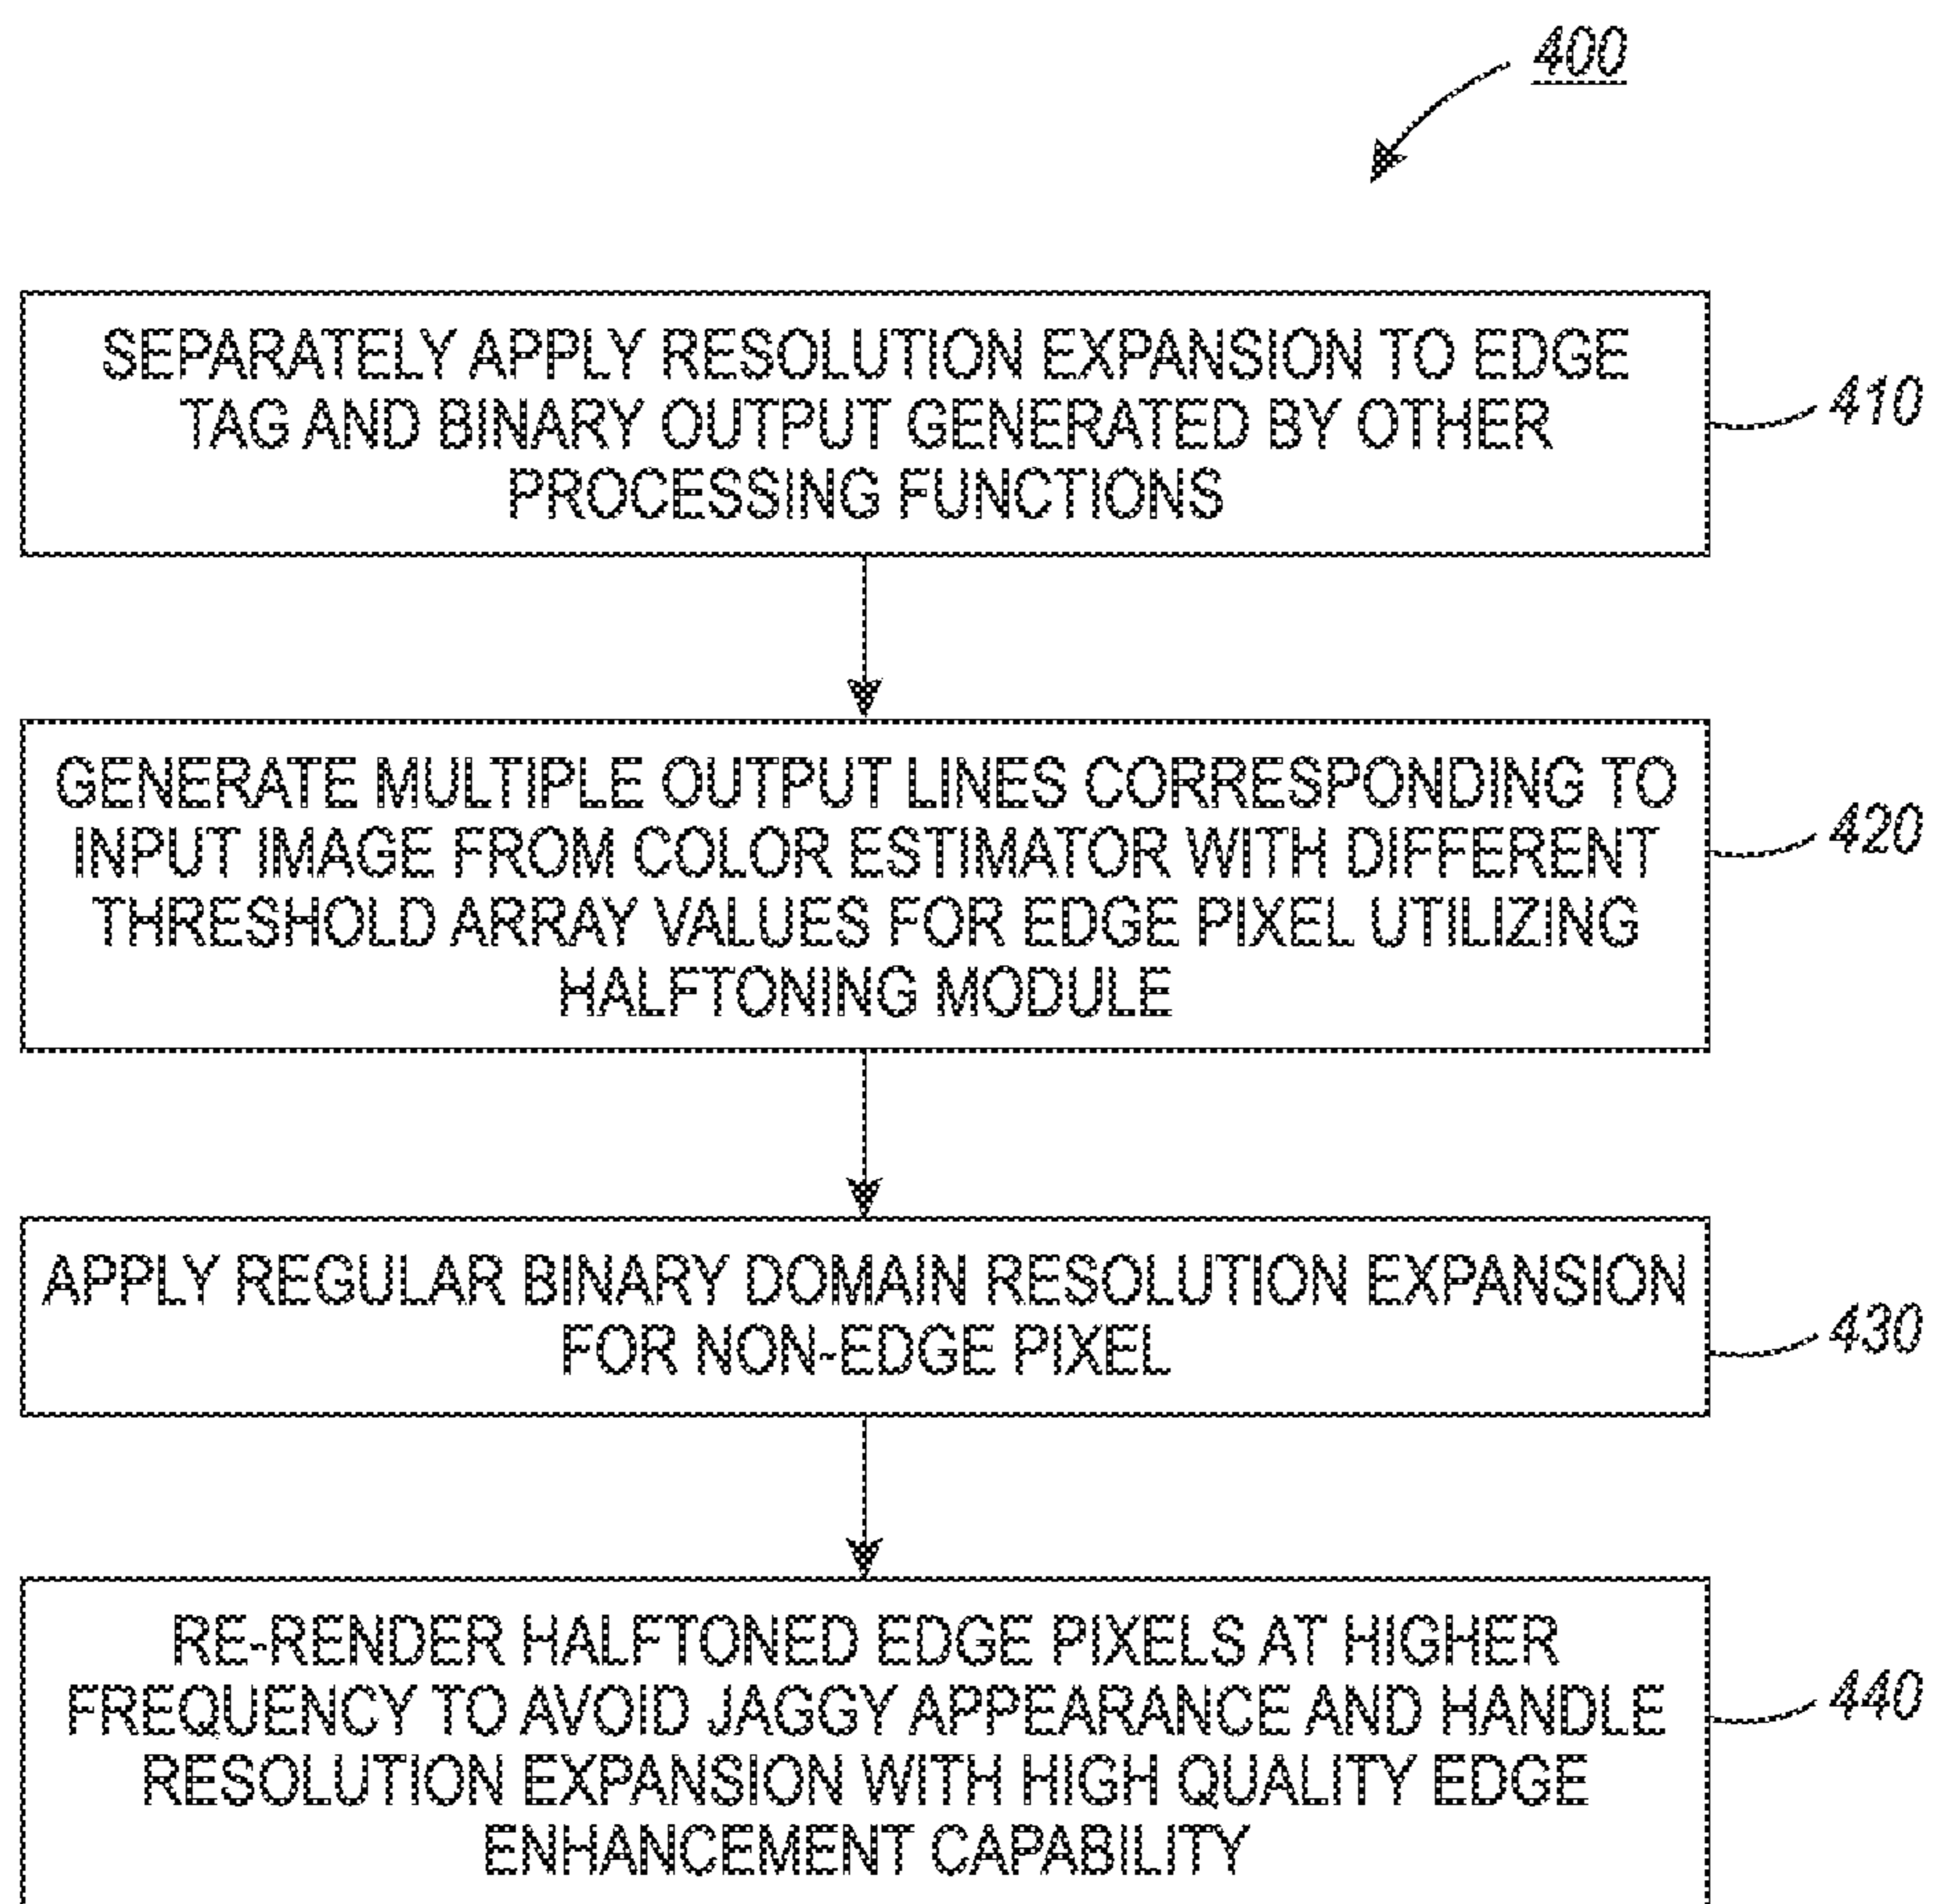 400
SEPARATELY APPLY RESOLUTION EXPANSION TO EDGE
TAG AND BINARY OUTPUT GENERATED BY OTHER
PROCESSING FUNCTIONS
410
GENERATE MULTIPLE OUTPUT LINES CORRESPONDING TO
INPUT IMAGE FROM COLOR ESTIMATOR WITH DIFFERENT
THRESHOLD ARRAY VALUES FOR EDGE PIXEL UTILIZING
HALFTONING MODULE
420
APPLY REGULAR BINARY DOMAIN RESOLUTION EXPANSION
FOR NON-EDGE PIXEL
430
RE-RENDER HALFTONED EDGE PIXELS AT HIGHER
FREQUENCY TO AVOID JAGGY APPEARANCE AND HANDLE
RESOLUTION EXPANSION WITH HIGH QUALITY EDGE
ENHANCEMENT CAPABILITY
440